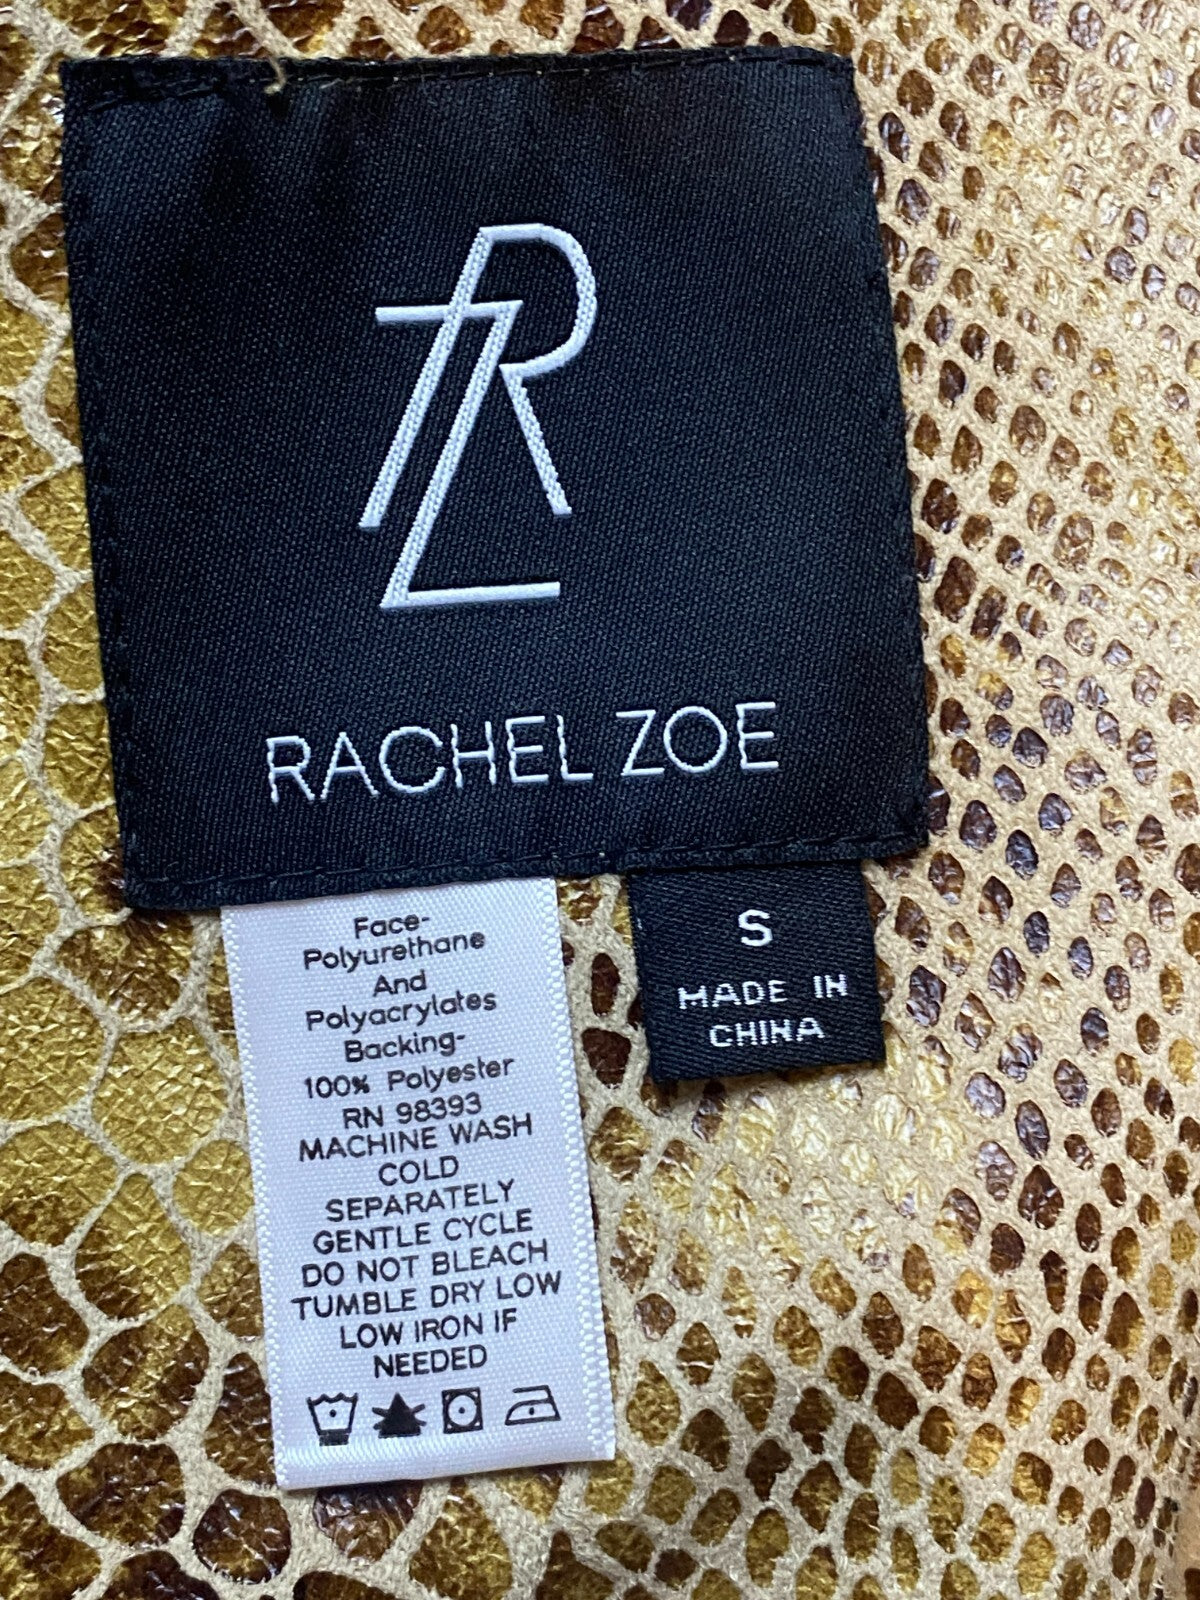 RZ
RACHEL ZOE
S
MADE IN
CHINA
Face-
Polyurethane
And
Polyacrylates
Backing-
100% Polyester
RN 98393
MACHINE WASH
COLD
SEPARATELY
GENTLE CYCLE
DO NOT BLEACH
TUMBLE DRY LOW
LOW IRON IF
NEEDED